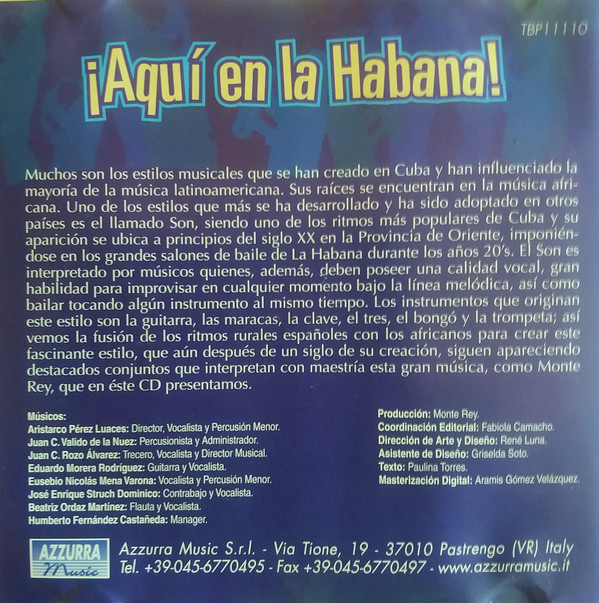 TBP11110
¡Aquí en la Habana!
Muchos son los estilos musicales que se han creado en Cuba y han influenciado la
mayoría de la música latinoamericana. Sus raíces se encuentran en la música afri-
cana. Uno de los estilos que más se ha desarrollado y ha sido adoptado en otros
países es el llamado Son, siendo uno de los ritmos más populares de Cuba y su
aparición se ubica a principios del siglo XX en la Provincia de Oriente, imponién-
dose en los grandes salones de baile de La Habana durante los años 20's. El Son es
interpretado por músicos quienes, además, deben poseer una calidad vocal, gran
habilidad para improvisar en cualquier momento bajo la línea melódica, así como
bailar tocando algún instrumento al mismo tiempo. Los instrumentos que originan
este estilo son la guitarra, las maracas, la clave, el tres, el bongó y la trompeta; así
vemos la fusión de los ritmos rurales españoles con los africanos para crear este
fascinante estilo, que aún después de un siglo de su creación, siguen apareciendo
destacados conjuntos que interpretan con maestría esta gran música, como Monte
Rey, que en éste CD presentamos.
Músicos:
Aristarco Pérez Luaces: Director, Vocalista y Percusión Menor.
Juan C. Valido de la Nuez: Percusionista y Administrador.
Juan C. Rozo Álvarez: Trecero, Vocalista y Director Musical.
Eduardo Morera Rodríguez: Guitarra y Vocalista.
Eusebio Nicolás Mena Varona: Vocalista y Percusión Menor.
José Enrique Struch Dominico: Contrabajo y Vocalista.
Beatriz Ordaz Martínez: Flauta y Vocalista.
Humberto Fernández Castañeda: Manager.
Producción: Monte Rey.
Coordinación Editorial: Fabiola Camacho.
Dirección de Arte y Diseño: René Luna.
Asistente de Diseño: Griselda Soto.
Texto: Paulina Torres.
Masterización Digital: Aramis Gómez Velázquez.
AZZURRA
Music
Azzurra Music S.r.l. - Via Tione, 19 - 37010 Pastrengo (VR) Italy
Tel. +39-045-6770495 - Fax +39-045-6770497 - www.azzurramusic.it